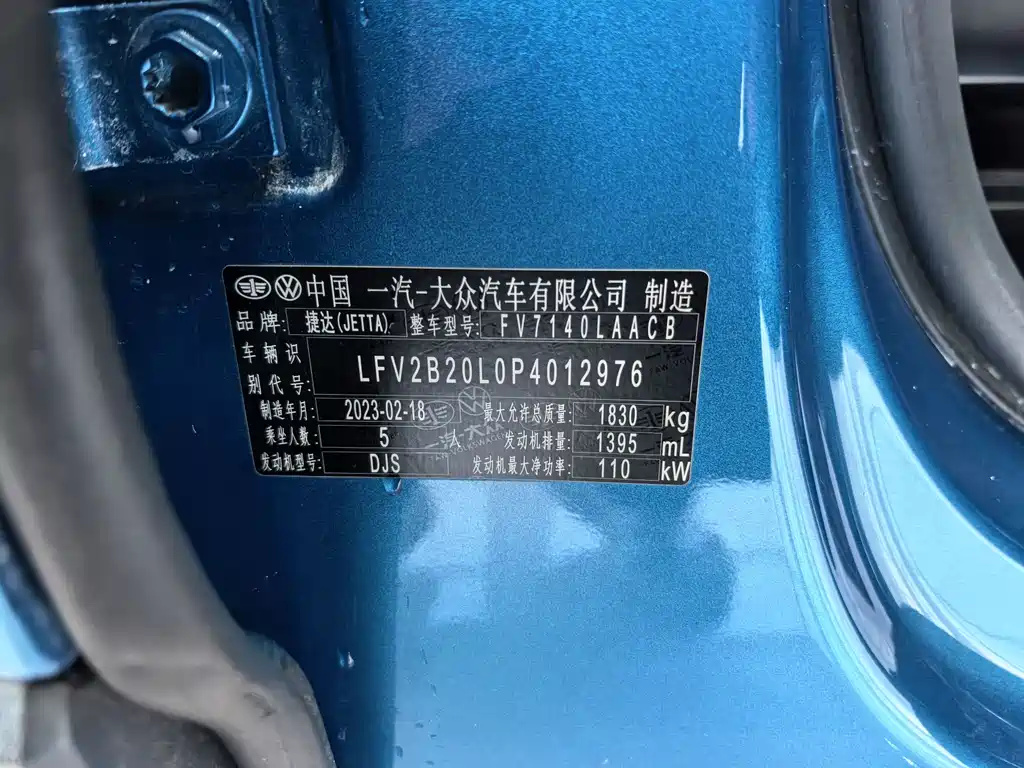 中国 一汽-大众汽车有限公司 制造
品牌: 捷达(JETTA) 整车型号: FV7140LAACB
车辆识别代号: LFV2B20L0P4012976
制造年月: 2023-02-18 最大允许总质量: 1830 kg
乘坐人数: 5 人 发动机排量: 1395 mL
发动机型号: DJS 发动机最大净功率: 110 kW